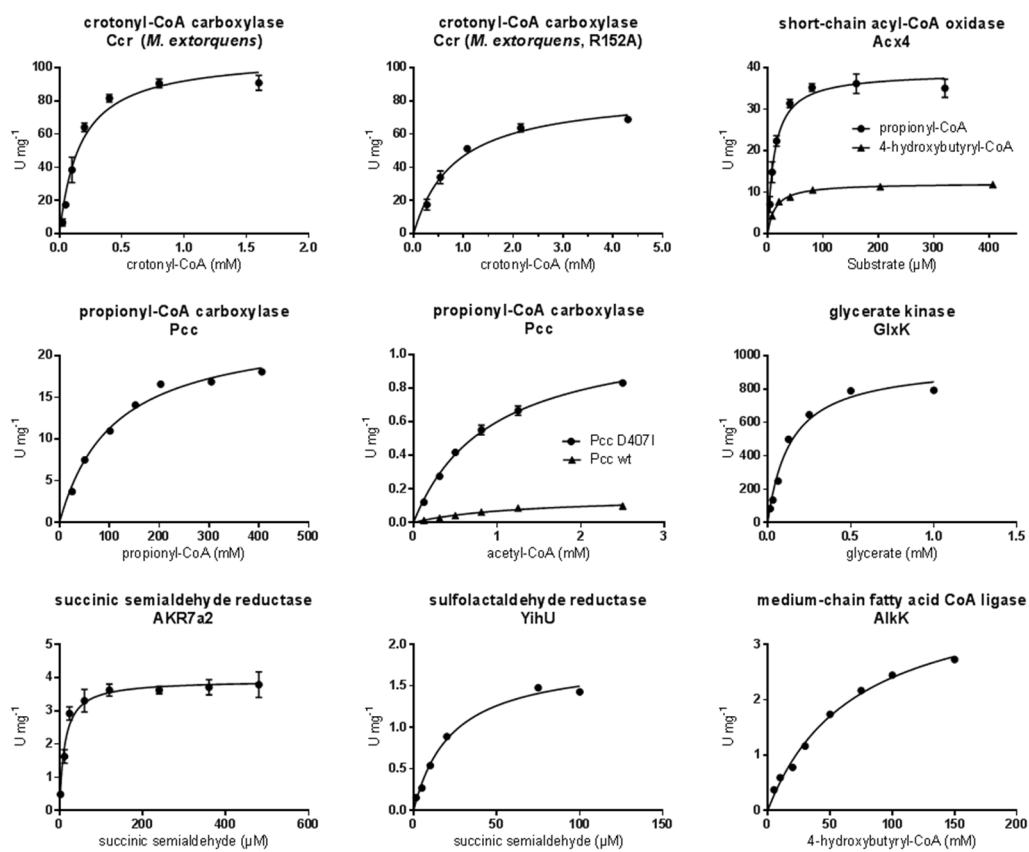 crotonyl-CoA carboxylase
Ccr (M. extorquens)
100
80
60
40
20
0
U mg-1
0.0 0.5 1.0 1.5 2.0
crotonyl-CoA (mM)
crotonyl-CoA carboxylase
Ccr (M. extorquens, R152A)
100
80
60
40
20
0
U mg-1
0.0 1.0 2.0 3.0 4.0 5.0
crotonyl-CoA (mM)
short-chain acyl-CoA oxidase
Acx4
40
30
20
10
0
U mg-1
propionyl-CoA
4-hydroxybutyryl-CoA
0 100 200 300 400
Substrate (µM)
propionyl-CoA carboxylase
Pcc
20
15
10
5
0
U mg-1
0 100 200 300 400 500
propionyl-CoA (mM)
propionyl-CoA carboxylase
Pcc
1.0
0.8
0.6
0.4
0.2
0.0
U mg-1
Pcc D407I
Pcc wt
0 1 2 3
acetyl-CoA (mM)
glycerate kinase
GlxK
1000
800
600
400
200
0
U mg-1
0.0 0.5 1.0 1.5
glycerate (mM)
succinic semialdehyde reductase
AKR7a2
5
4
3
2
1
0
U mg-1
0 200 400 600
succinic semialdehyde (µM)
sulfolactaldehyde reductase
YihU
2.0
1.5
1.0
0.5
0.0
U mg-1
0 50 100 150
succinic semialdehyde (µM)
medium-chain fatty acid CoA ligase
AlkK
3
2
1
0
U mg-1
0 50 100 150 200
4-hydroxybutyryl-CoA (mM)